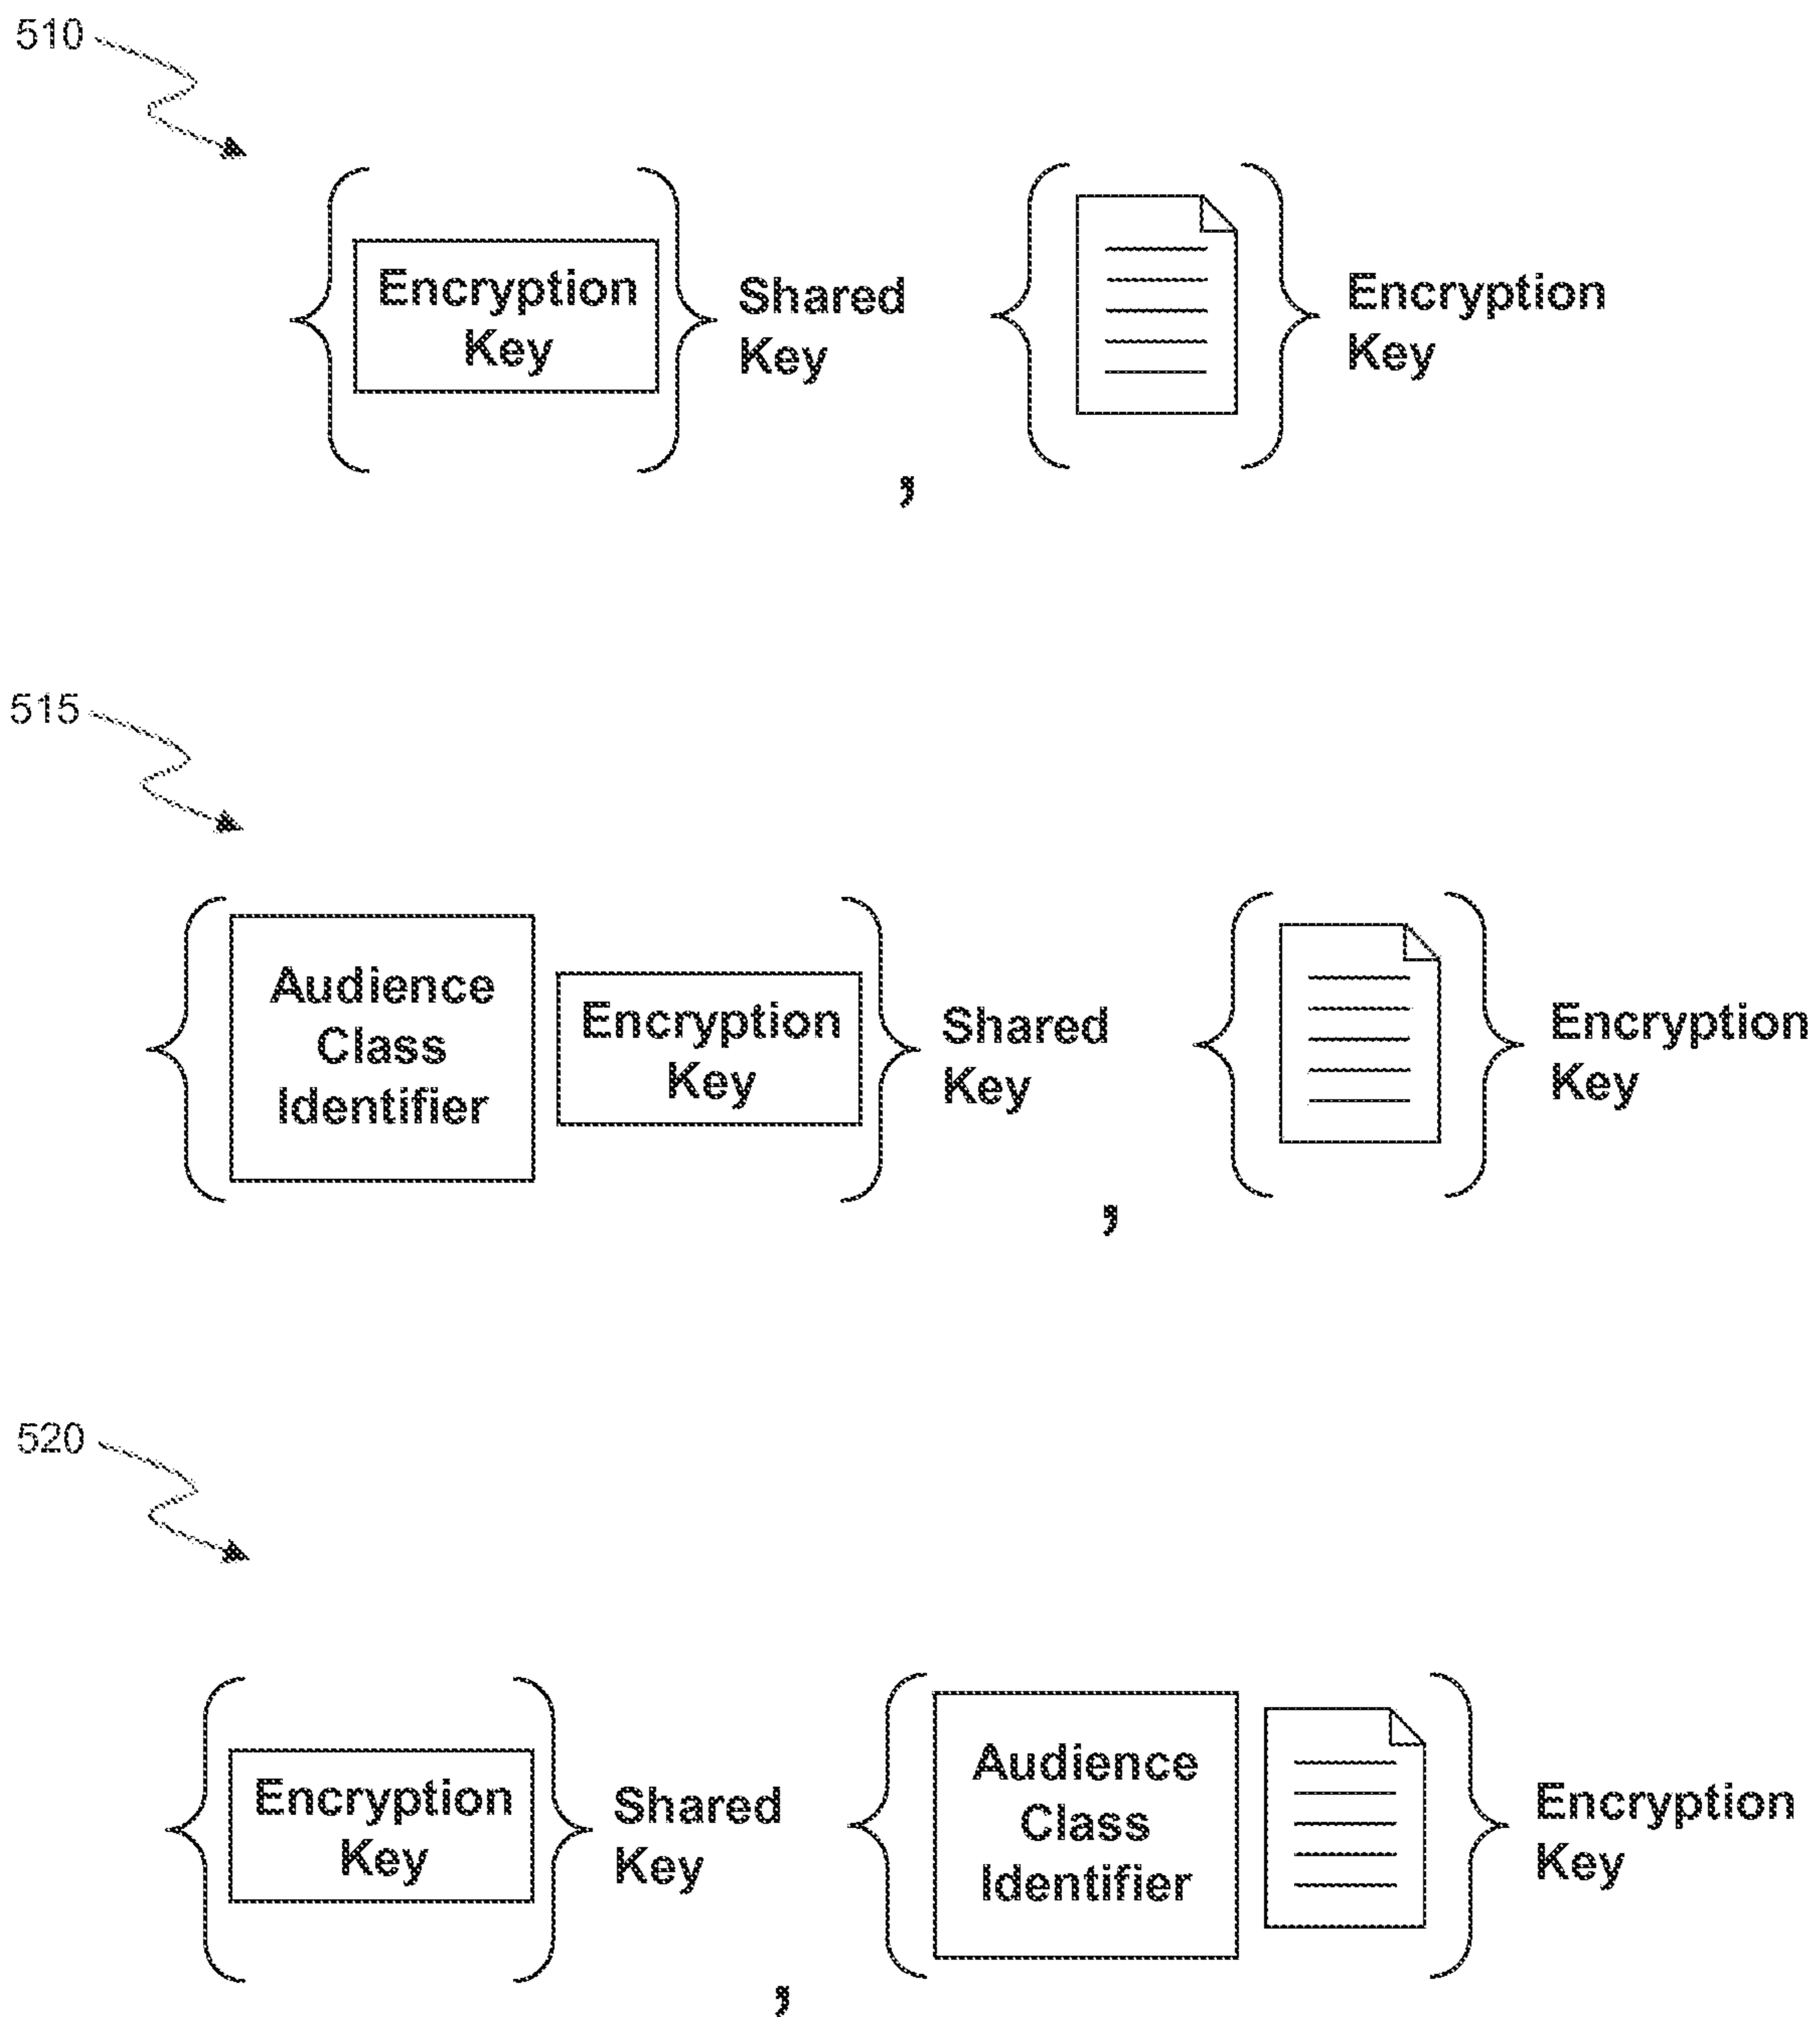 510
Encryption
Key
Shared
Key
,
Encryption
Key
515
Audience
Class
Identifier
Encryption
Key
Shared
Key
,
Encryption
Key
520
Encryption
Key
Shared
Key
,
Audience
Class
Identifier
Encryption
Key